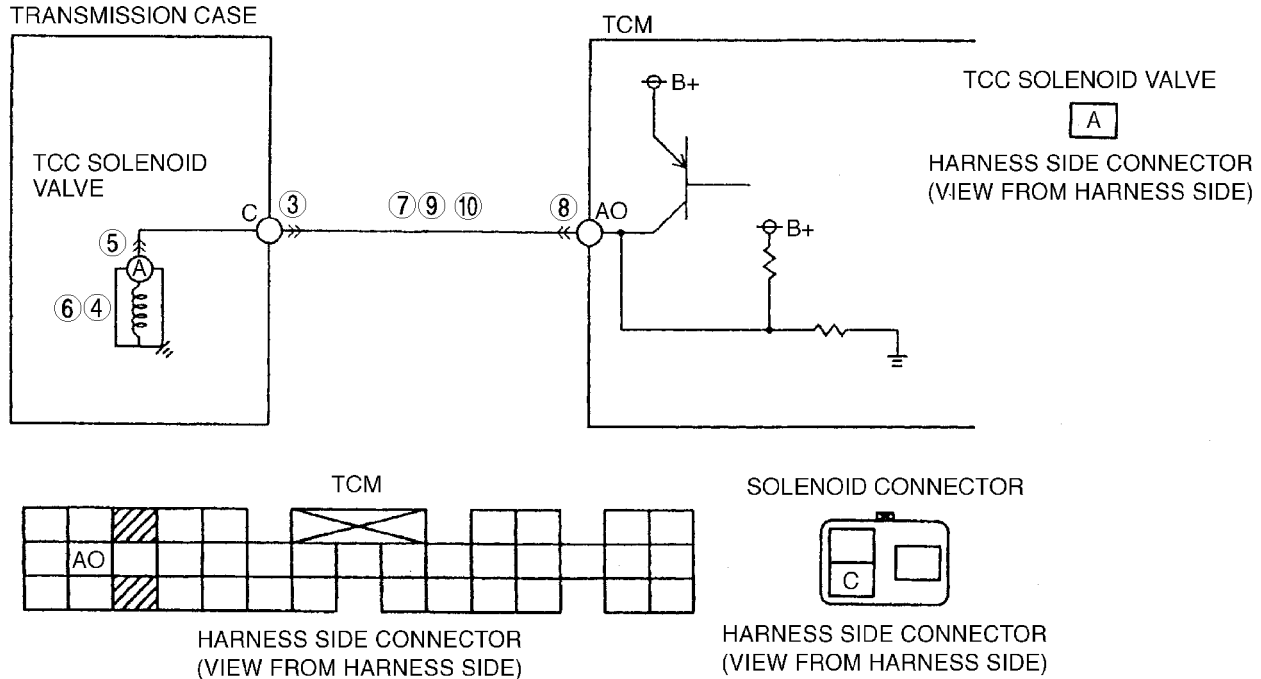 TRANSMISSION CASE
TCM
B+
TCC SOLENOID VALVE
A
TCC SOLENOID
VALVE
HARNESS SIDE CONNECTOR
(VIEW FROM HARNESS SIDE)
C
③
⑦ ⑨ ⑩
⑧
AO
B+
⑤
A
⑥ ④
TCM
SOLENOID CONNECTOR
AO
C
HARNESS SIDE CONNECTOR
(VIEW FROM HARNESS SIDE)
HARNESS SIDE CONNECTOR
(VIEW FROM HARNESS SIDE)